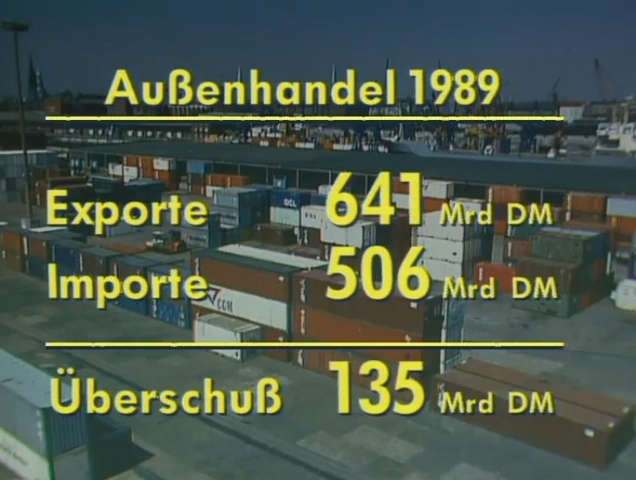 Außenhandel 1989
Exporte 641 Mrd DM
Importe 506 Mrd DM
Überschuß 135 Mrd DM